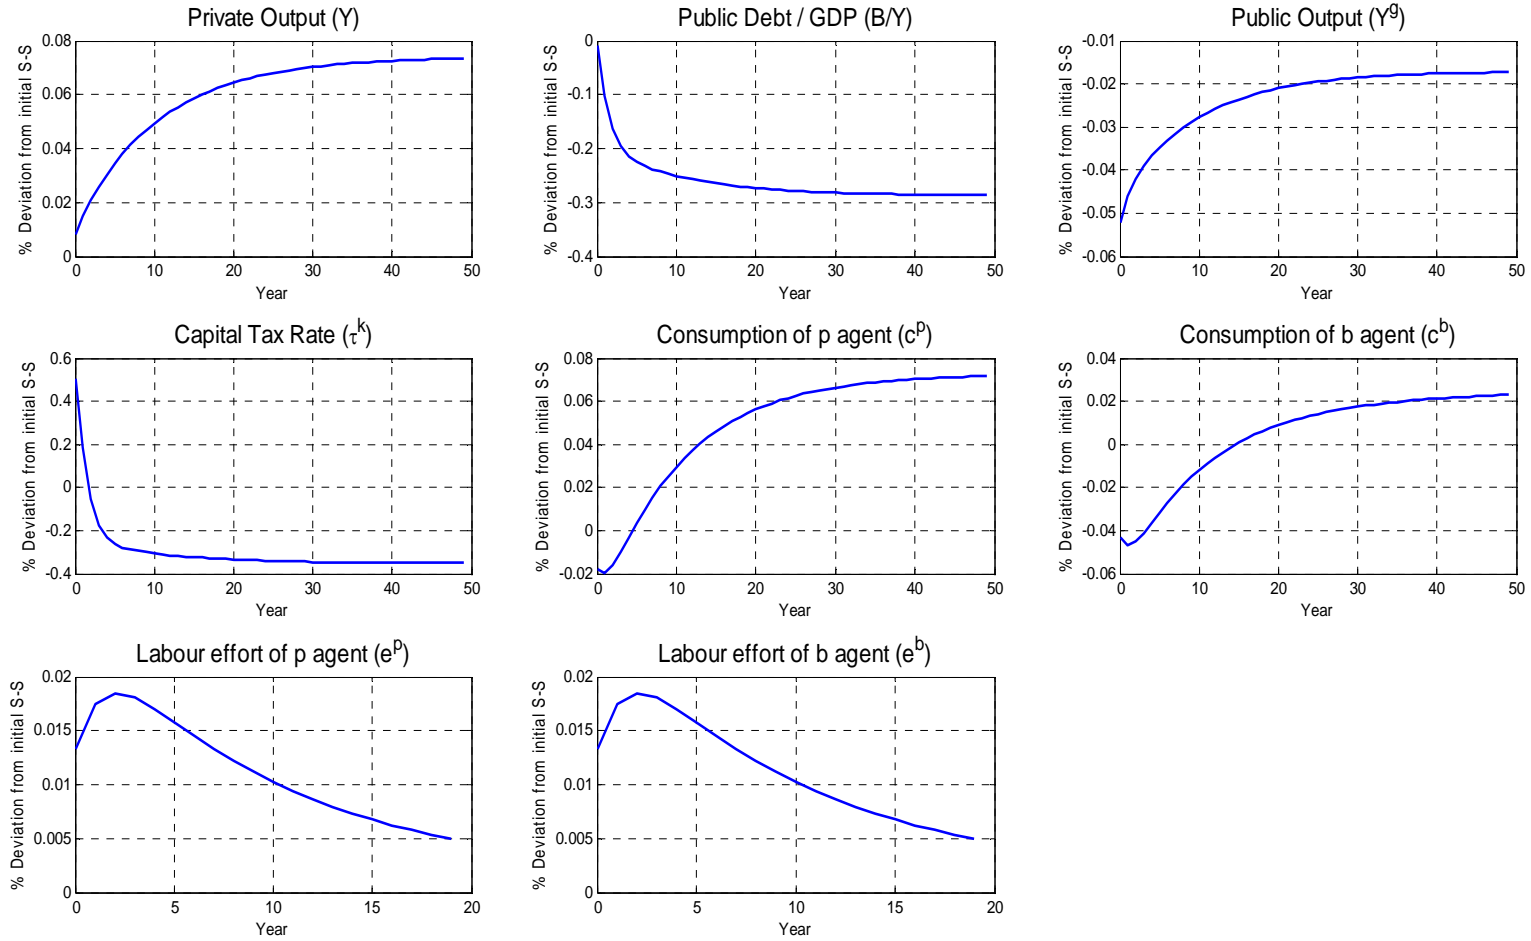 Private Output (Y)
% Deviation from initial S-S
0.08
0.06
0.04
0.02
0
0 10 20 30 40 50
Year
Public Debt / GDP (B/Y)
% Deviation from initial S-S
0
-0.1
-0.2
-0.3
-0.4
0 10 20 30 40 50
Year
Public Output (Y^g)
% Deviation from initial S-S
-0.01
-0.02
-0.03
-0.04
-0.05
-0.06
0 10 20 30 40 50
Year
Capital Tax Rate (τ^k)
% Deviation from initial S-S
0.6
0.4
0.2
0
-0.2
-0.4
0 10 20 30 40 50
Year
Consumption of p agent (c^p)
% Deviation from initial S-S
0.08
0.06
0.04
0.02
0
-0.02
0 10 20 30 40 50
Year
Consumption of b agent (c^b)
% Deviation from initial S-S
0.04
0.02
0
-0.02
-0.04
-0.06
0 10 20 30 40 50
Year
Labour effort of p agent (e^p)
% Deviation from initial S-S
0.02
0.015
0.01
0.005
0
0 5 10 15 20
Year
Labour effort of b agent (e^b)
% Deviation from initial S-S
0.02
0.015
0.01
0.005
0
0 5 10 15 20
Year